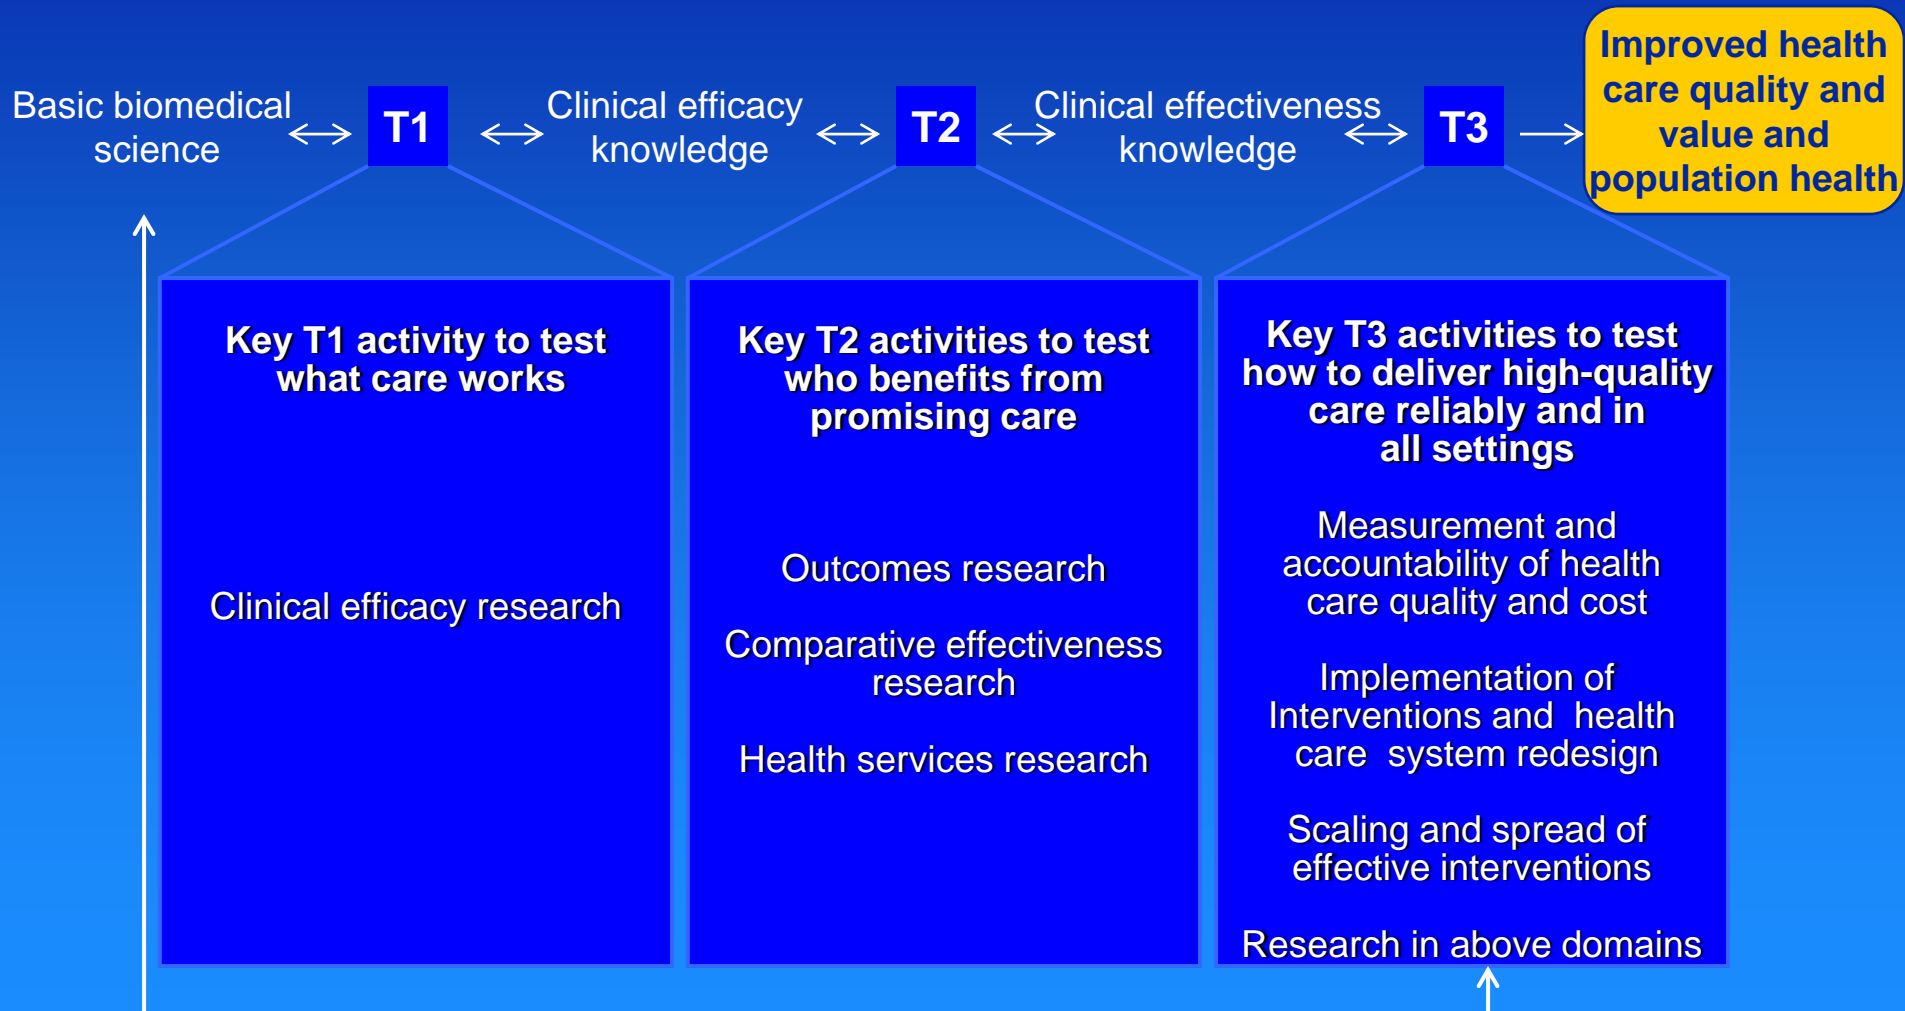 Basic biomedical
science
T1
Clinical efficacy
knowledge
T2
Clinical effectiveness
knowledge
T3
Improved health
care quality and
value and
population health
Key T1 activity to test
what care works
Clinical efficacy research
Key T2 activities to test
who benefits from
promising care
Outcomes research
Comparative effectiveness
research
Health services research
Key T3 activities to test
how to deliver high-quality
care reliably and in
all settings
Measurement and
accountability of health
care quality and cost
Implementation of
Interventions and  health
care  system redesign
Scaling and spread of
effective interventions
Research in above domains